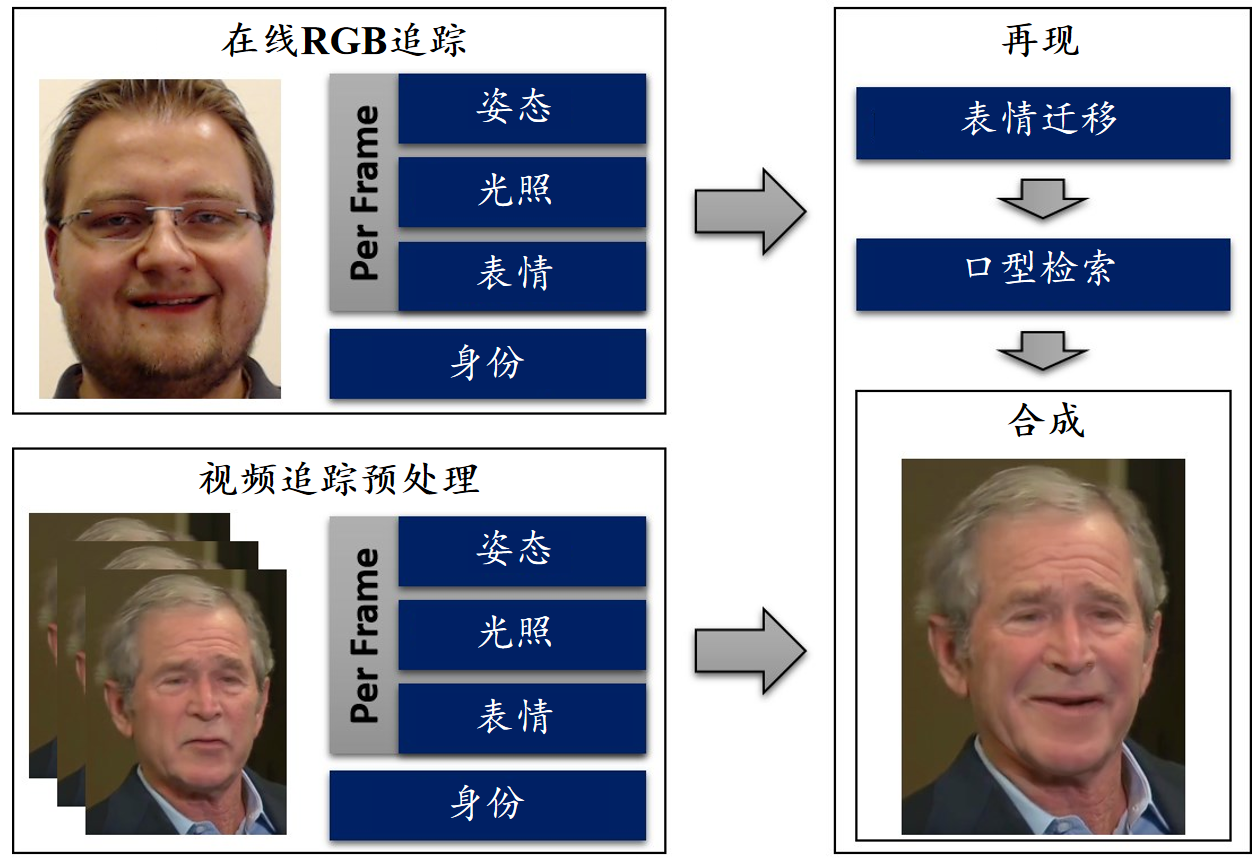 在线RGB追踪
Per Frame
姿态
光照
表情
身份
视频追踪预处理
Per Frame
姿态
光照
表情
身份
再现
表情迁移
口型检索
合成